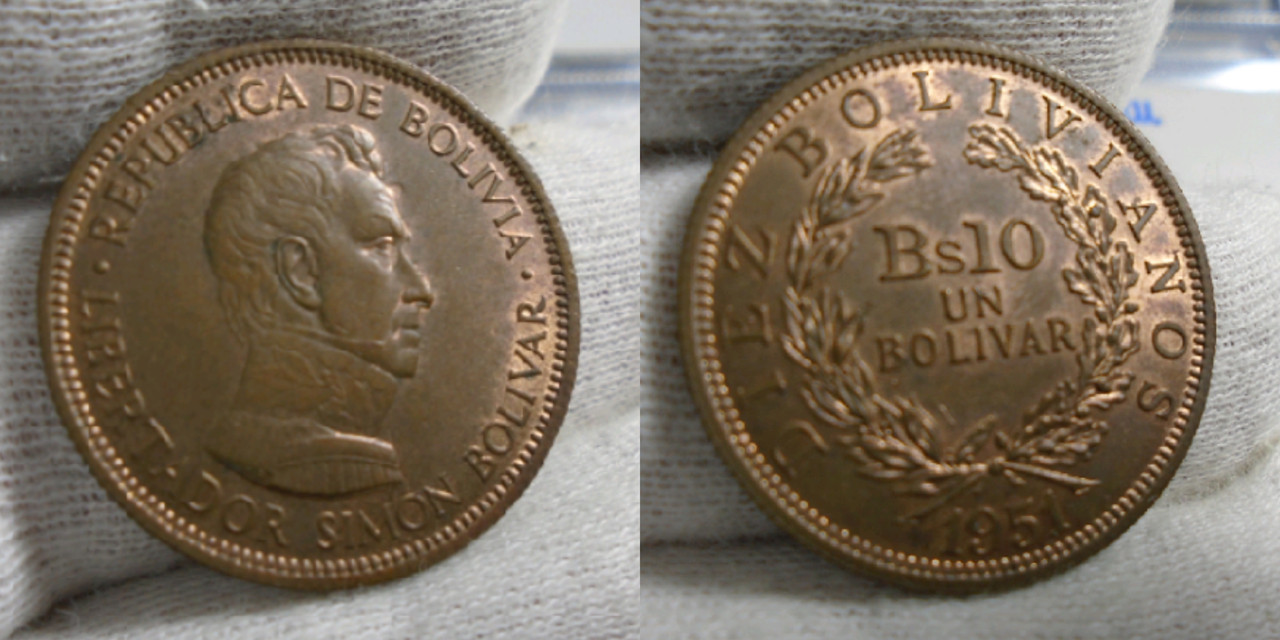 · REPUBLICA DE BOLIVIA ·
LIBERTADOR SIMON BOLIVAR
DIEZ BOLIVIANOS
Bs10
UN
BOLIVAR
1951